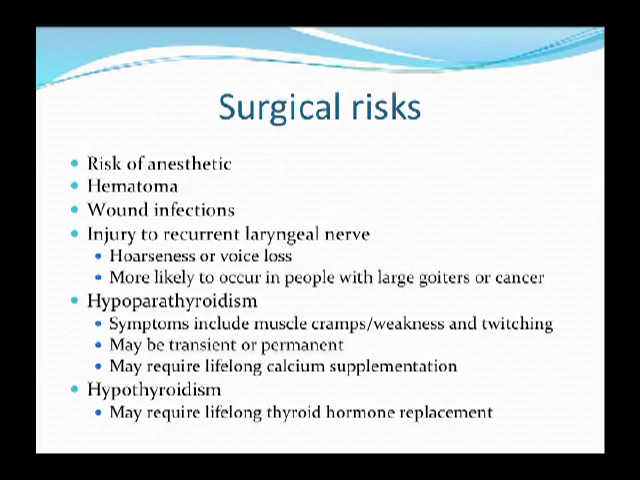 Surgical risks
Risk of anesthetic
Hematoma
Wound infections
Injury to recurrent laryngeal nerve
Hoarseness or voice loss
More likely to occur in people with large goiters or cancer
Hypoparathyroidism
Symptoms include muscle cramps/weakness and twitching
May be transient or permanent
May require lifelong calcium supplementation
Hypothyroidism
May require lifelong thyroid hormone replacement